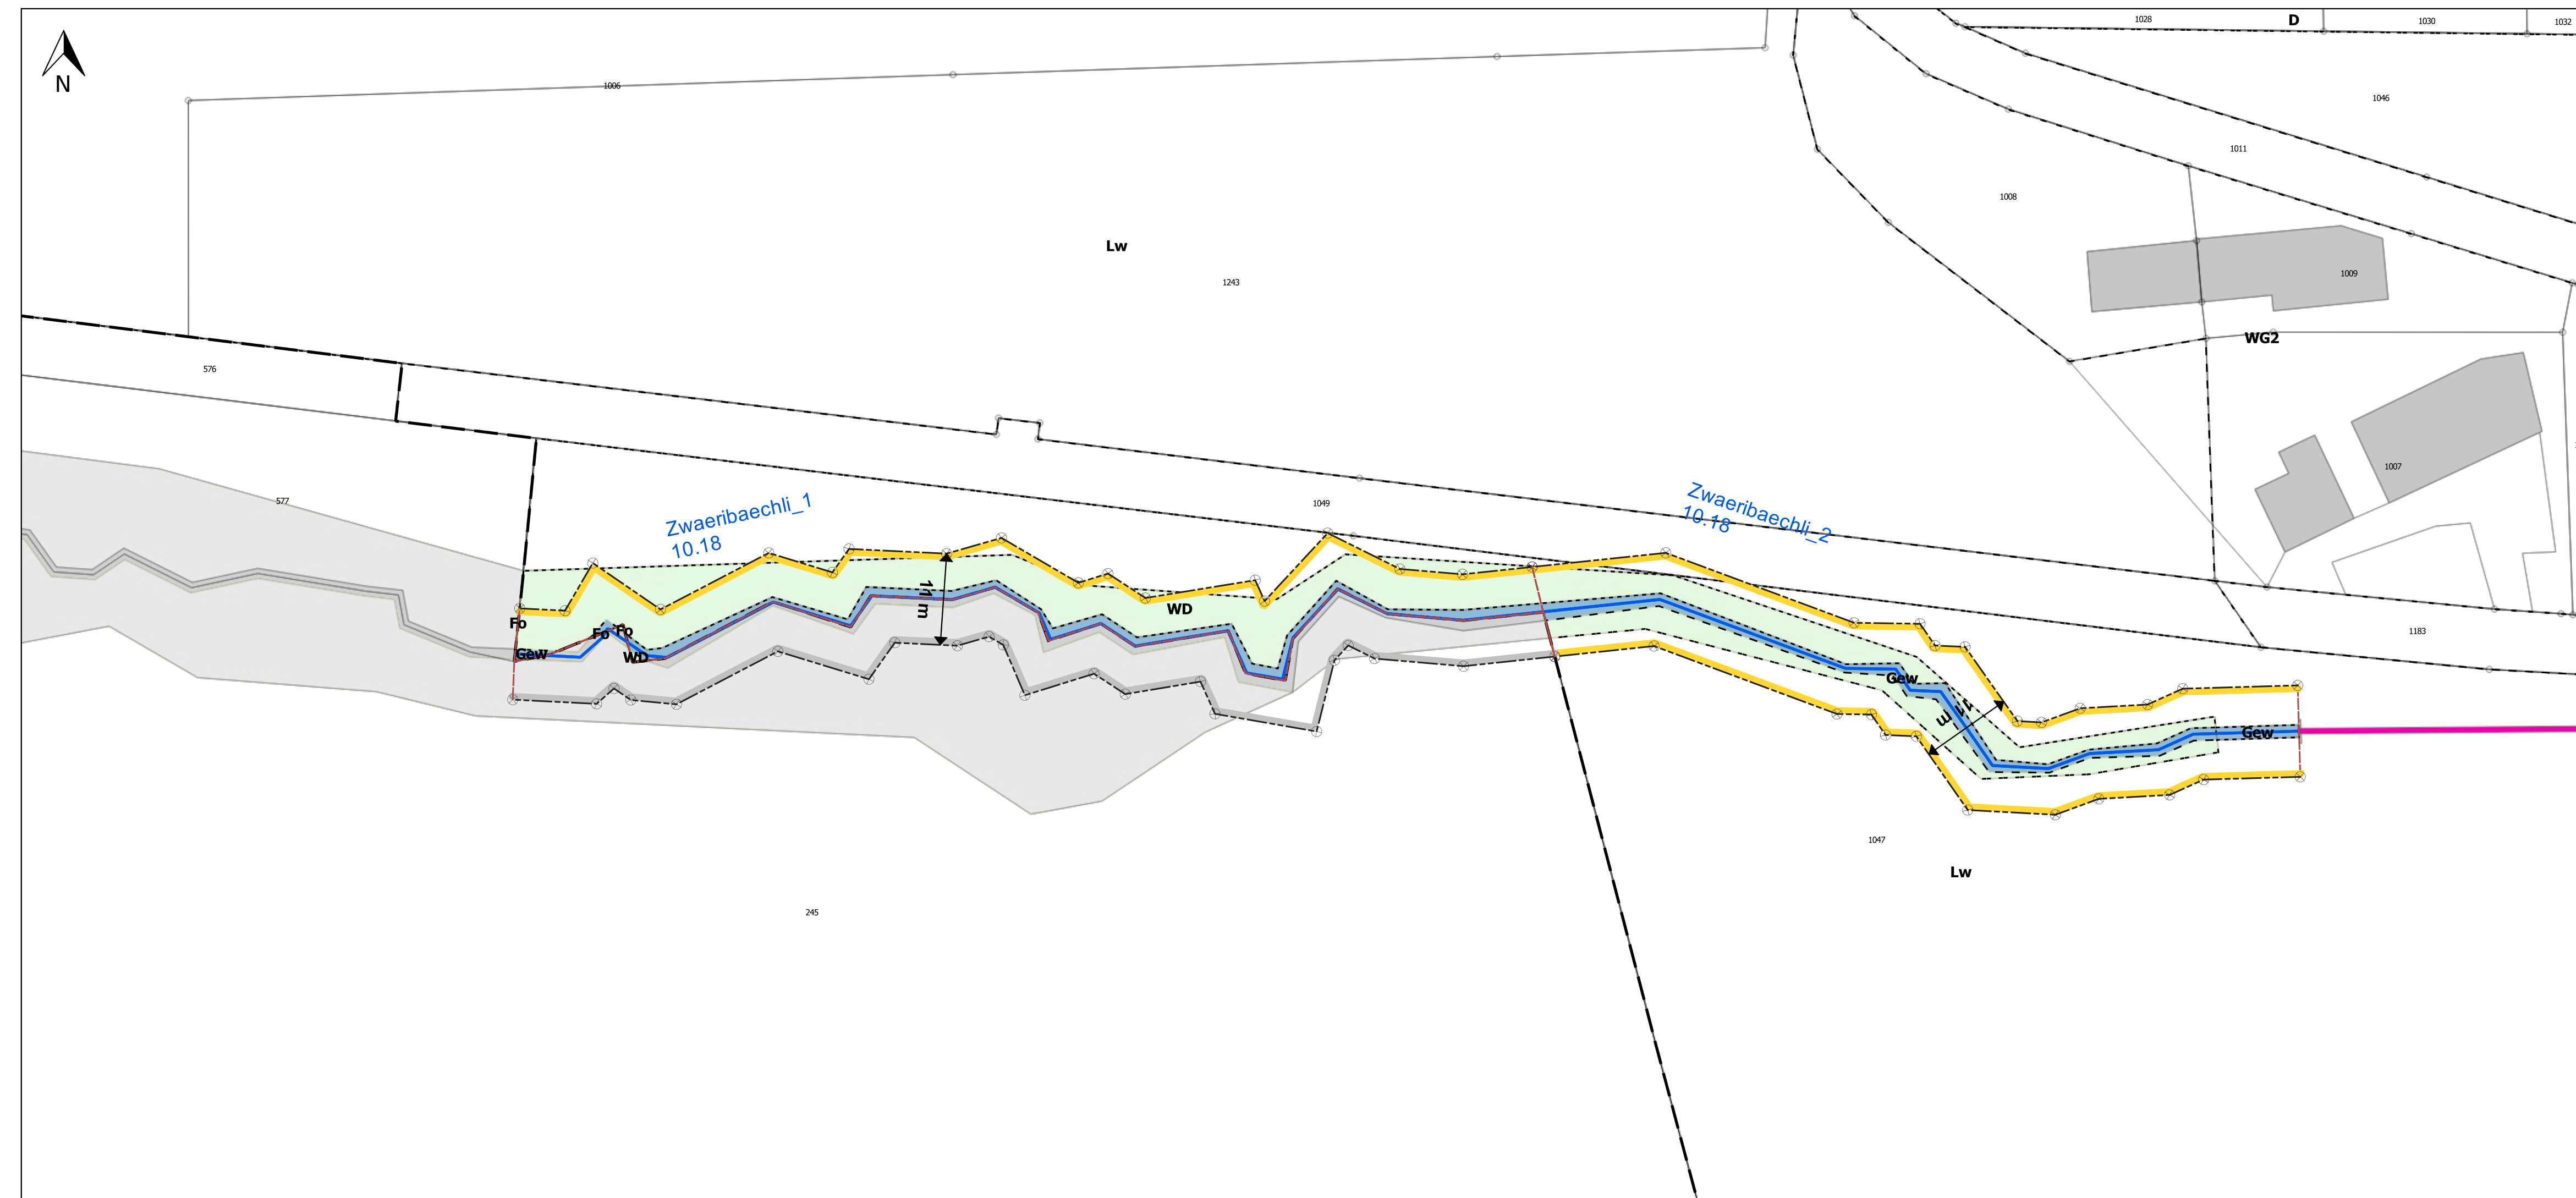 1028
D
1030
1032
N
1006
1046
1011
1008
Lw
1243
1009
WG2
576
1007
577
Zwaeribaechli_1
10.18
1049
Zwaeribaechli_2
10.18
11 m
WD
Fo
Fo
Fo
Gew
WD
1183
Gew
11 m
Gew
1047
Lw
245